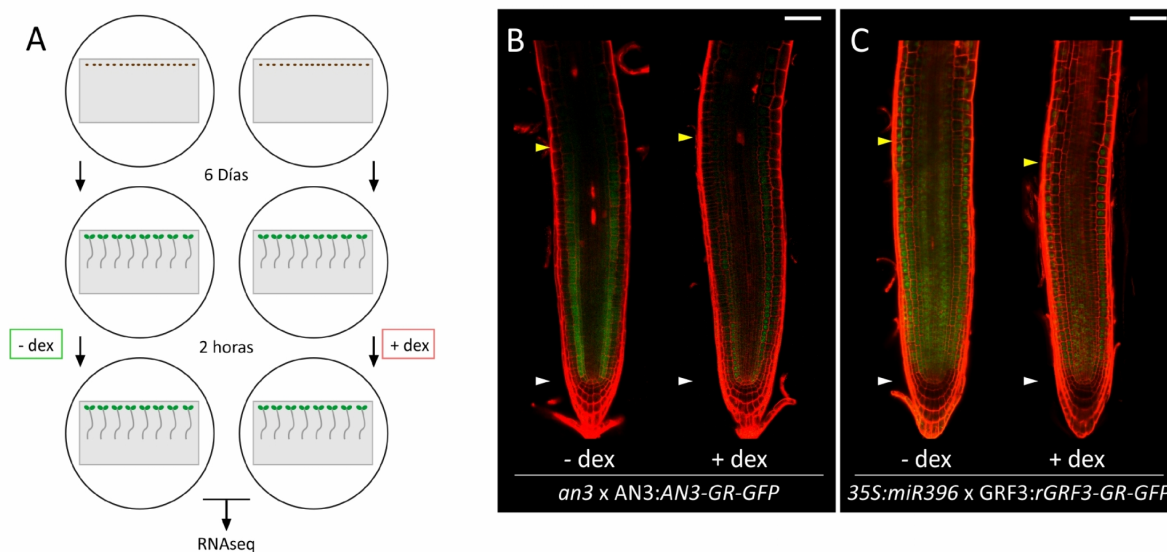 A
6 Días
- dex
2 horas
+ dex
RNAseq
B
- dex
+ dex
an3 x AN3:AN3-GR-GFP
C
- dex
+ dex
35S:miR396 x GRF3:rGRF3-GR-GFP